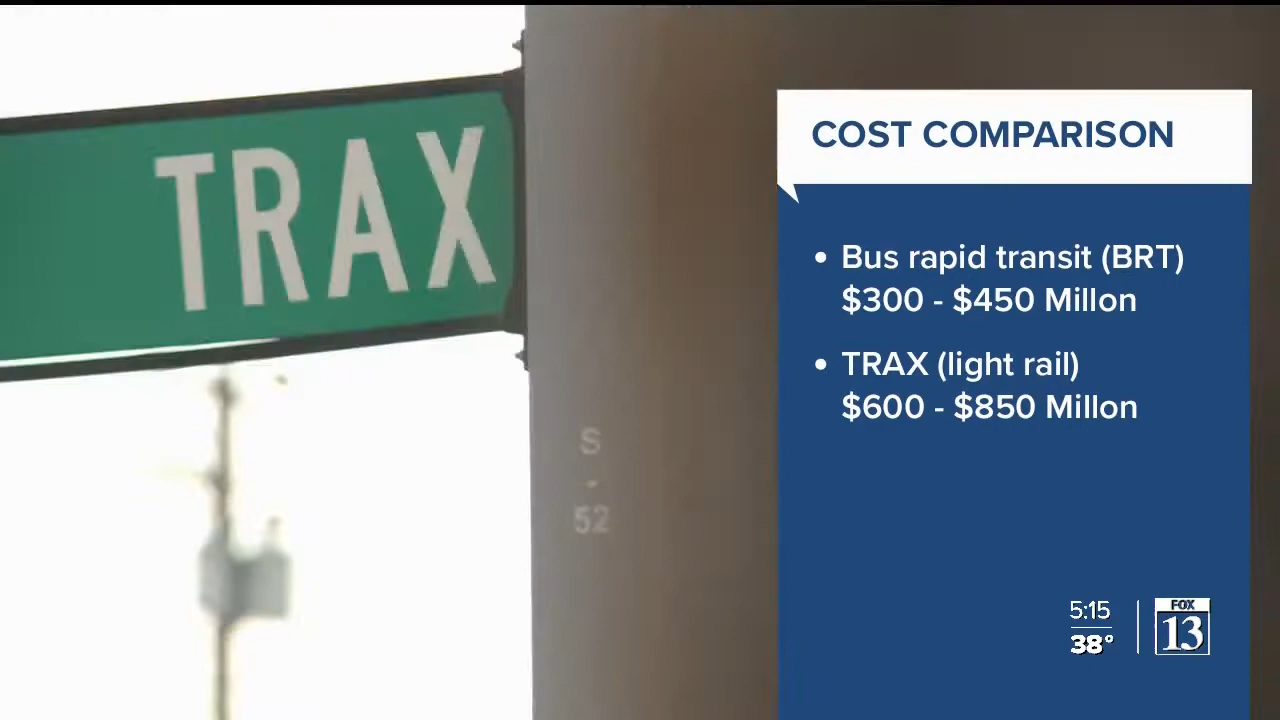 TRAX
S
-
52
COST COMPARISON
• Bus rapid transit (BRT)
$300 - $450 Millon
• TRAX (light rail)
$600 - $850 Millon
5:15
38°
FOX
13